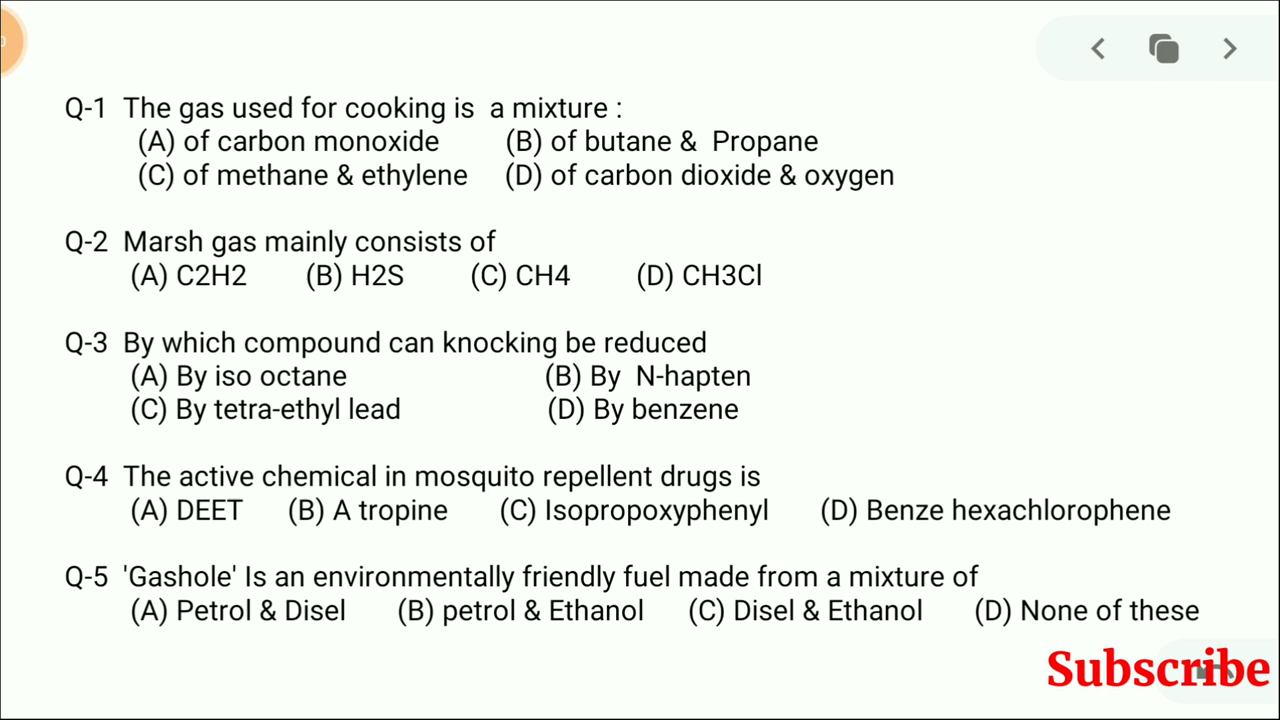 Q-1 The gas used for cooking is a mixture :
(A) of carbon monoxide (B) of butane & Propane
(C) of methane & ethylene (D) of carbon dioxide & oxygen
Q-2 Marsh gas mainly consists of
(A) C2H2 (B) H2S (C) CH4 (D) CH3Cl
Q-3 By which compound can knocking be reduced
(A) By iso octane (B) By N-hapten
(C) By tetra-ethyl lead (D) By benzene
Q-4 The active chemical in mosquito repellent drugs is
(A) DEET (B) A tropine (C) Isopropoxyphenyl (D) Benze hexachlorophene
Q-5 'Gashole' Is an environmentally friendly fuel made from a mixture of
(A) Petrol & Disel (B) petrol & Ethanol (C) Disel & Ethanol (D) None of these
Subscribe